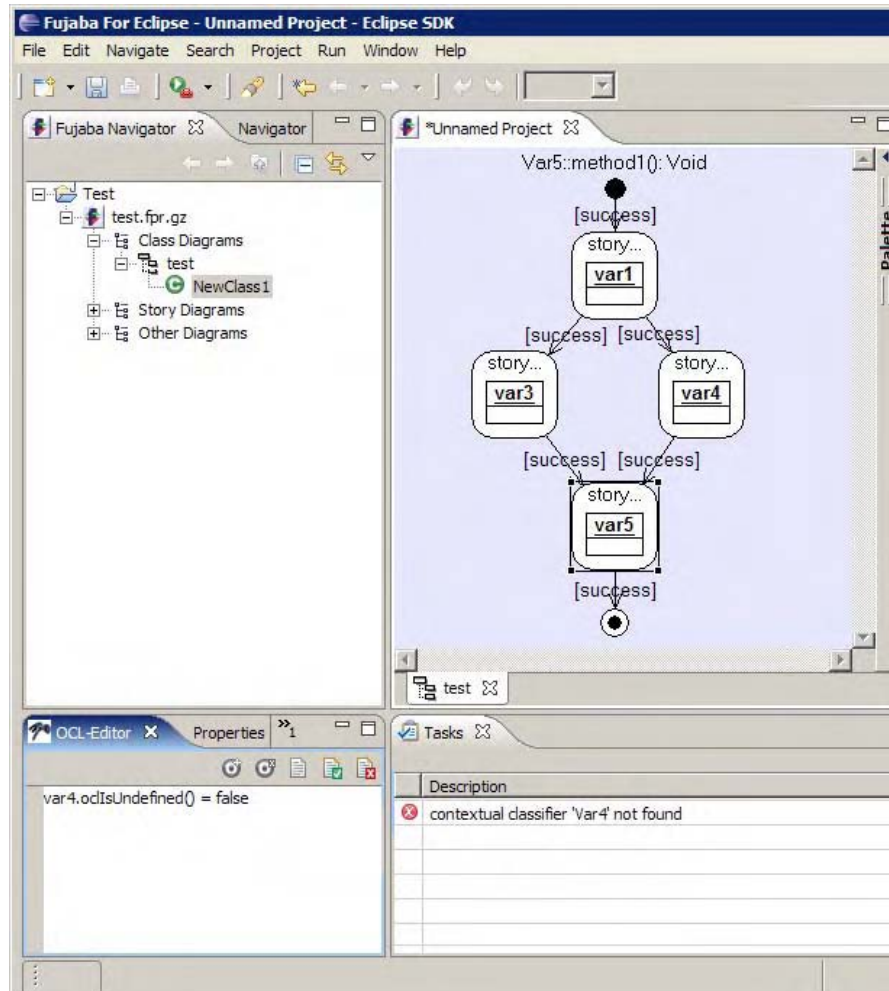 Fujaba For Eclipse - Unnamed Project - Eclipse SDK
File Edit Navigate Search Project Run Window Help
Fujaba Navigator Navigator
Test
test.fpr.gz
Class Diagrams
test
NewClass1
Story Diagrams
Other Diagrams
*Unnamed Project
Var5::method1(): Void
[success]
story...
var1
[success] [success]
story... story...
var3 var4
[success] [success]
story...
var5
[success]
Palette
test
OCL-Editor Properties »1
var4.oclIsUndefined() = false
Tasks
Description
contextual classifier 'Var4' not found